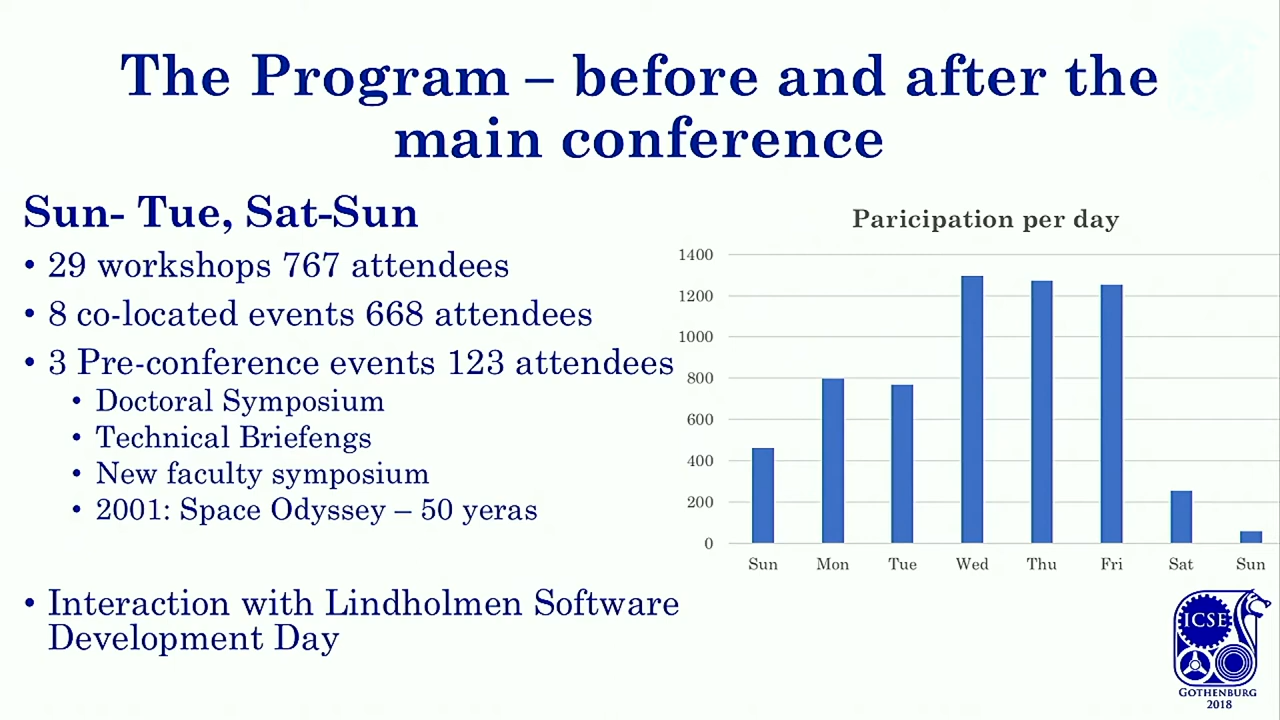 The Program – before and after the
main conference
Sun- Tue, Sat-Sun
• 29 workshops 767 attendees
• 8 co-located events 668 attendees
• 3 Pre-conference events 123 attendees
• Doctoral Symposium
• Technical Briefengs
• New faculty symposium
• 2001: Space Odyssey – 50 yeras
• Interaction with Lindholmen Software
Development Day
Paricipation per day
1400
1200
1000
800
600
400
200
0
Sun Mon Tue Wed Thu Fri Sat Sun
ICSE
GOTHENBURG
2018